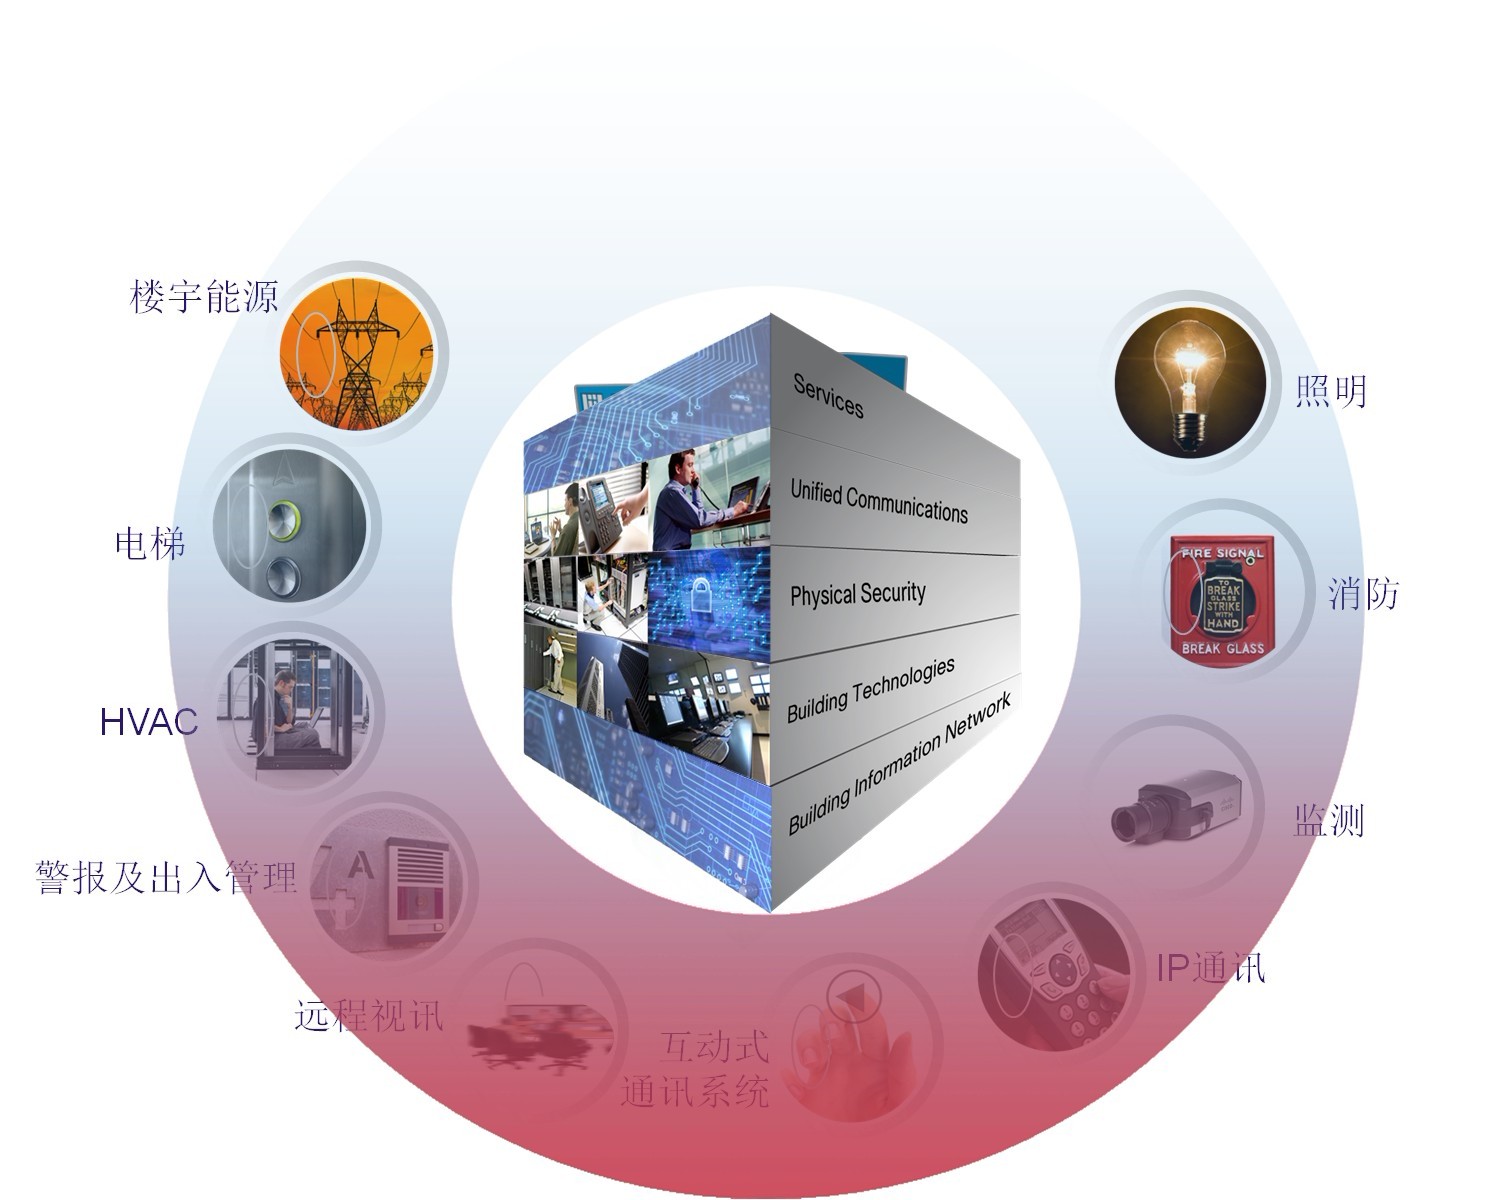 楼宇能源
电梯
HVAC
警报及出入管理
远程视讯
互动式
通讯系统
IP通讯
监测
消防
照明
Services
Unified Communications
Physical Security
Building Technologies
Building Information Network
FIRE SIGNAL
TO
BREAK
GLASS
STRIKE
WITH
HAND
BREAK GLASS
A